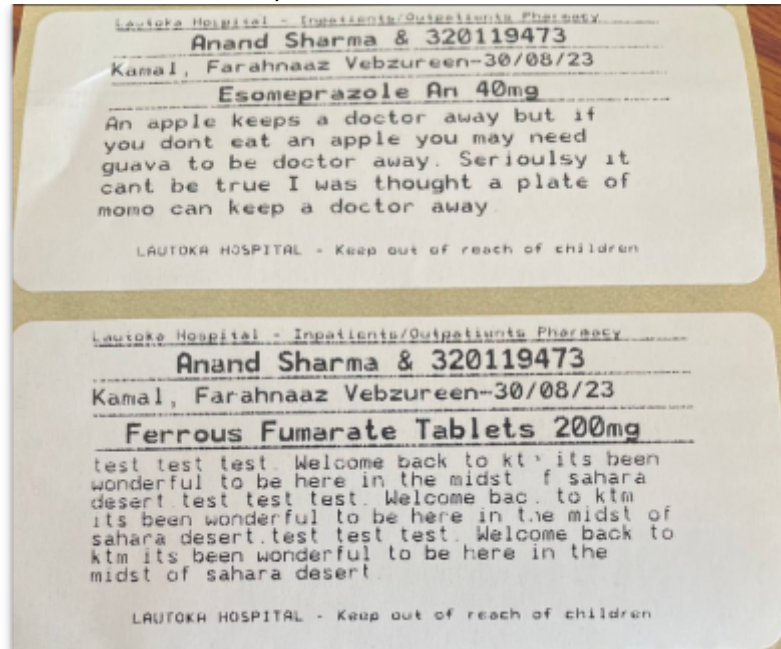 Lautoka Hospital - Inpatients/Outpatients Pharmacy
Anand Sharma & 320119473
Kamal, Farahnaaz Vebzureen-30/08/23
Esomeprazole An 40mg
An apple keeps a doctor away but if
you dont eat an apple you may need
guava to be doctor away. Serioulsy it
cant be true I was thought a plate of
momo can keep a doctor away
LAUTOKA HOSPITAL - Keep out of reach of children
Lautoka Hospital - Inpatients/Outpatients Pharmacy
Anand Sharma & 320119473
Kamal, Farahnaaz Vebzureen-30/08/23
Ferrous Fumarate Tablets 200mg
test test test. Welcome back to its been
wonderful to be here in the midst sahara
desert.test test test. Welcome to ktm
its been wonderful to be here in the midst of
sahara desert.test test test. Welcome back to
ktm its been wonderful to be here in the
midst of sahara desert.
LAUTOKA HOSPITAL - Keep out of reach of children